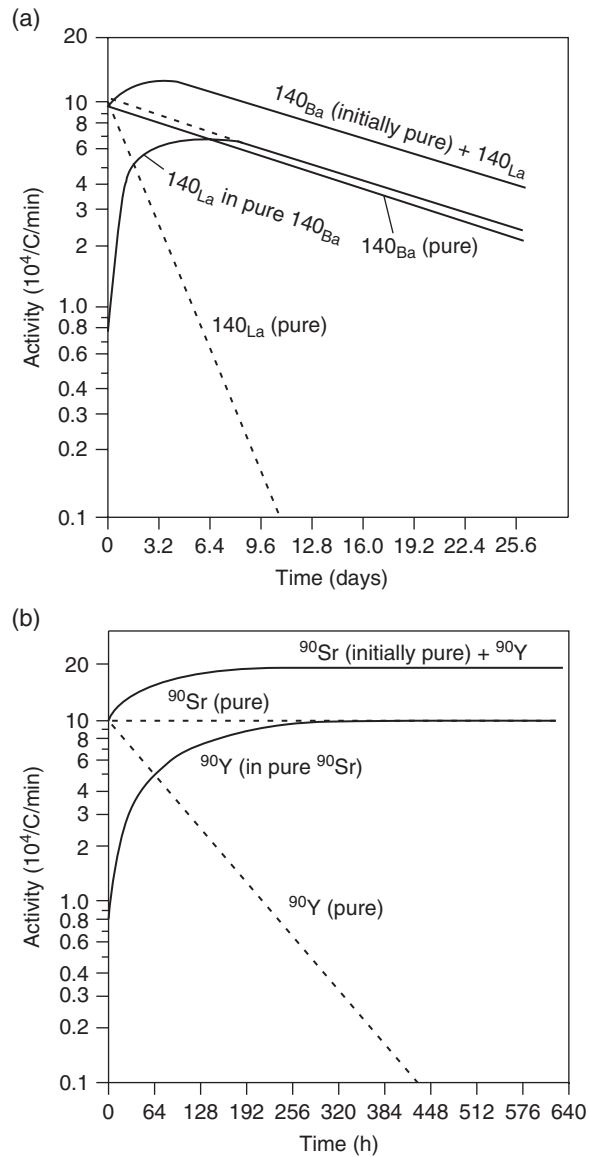 (a)
20
10
8
6
4
3
2
1.0
0.8
0.6
0.4
0.3
0.2
0.1
Activity (10⁴/C/min)
140Ba (initially pure) + 140La
140La in pure 140Ba
140Ba (pure)
140La (pure)
0 3.2 6.4 9.6 12.8 16.0 19.2 22.4 25.6
Time (days)
(b)
20
10
8
6
4
3
2
1.0
0.8
0.6
0.4
0.3
0.2
0.1
Activity (10⁴/C/min)
⁹⁰Sr (initially pure) + ⁹⁰Y
⁹⁰Sr (pure)
⁹⁰Y (in pure ⁹⁰Sr)
⁹⁰Y (pure)
0 64 128 192 256 320 384 448 512 576 640
Time (h)